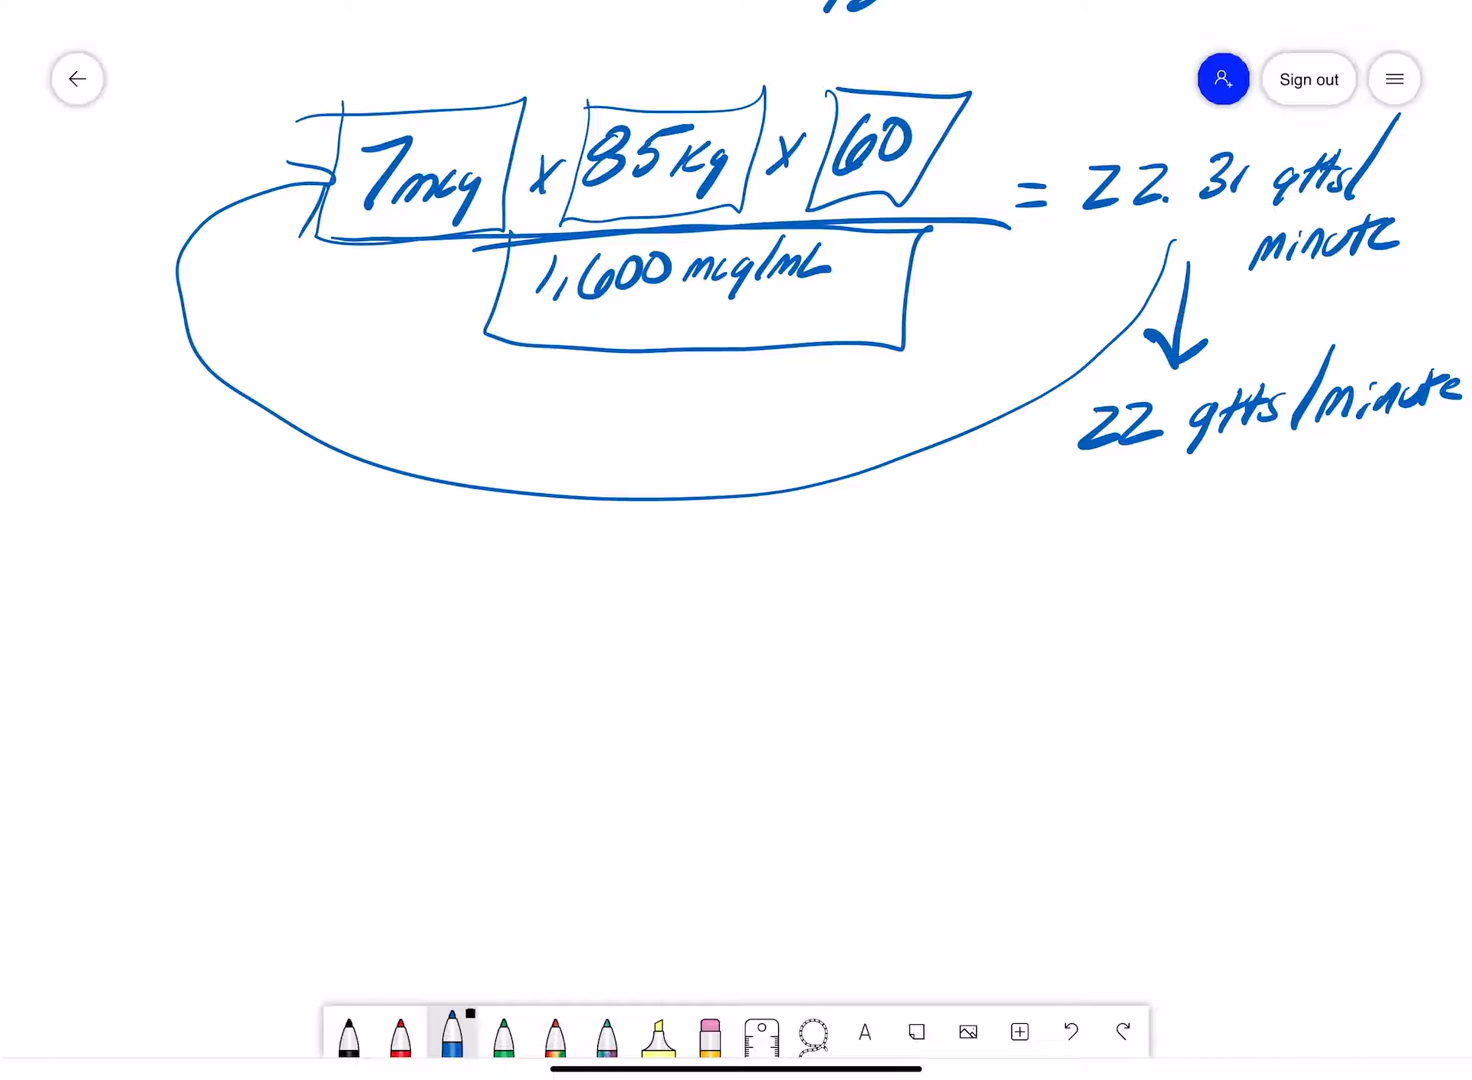 Sign out
7mcg x 85kg x 60 = 22.31 gtts/
minute
1,600 mcg/mL
22 gtts/minute
A